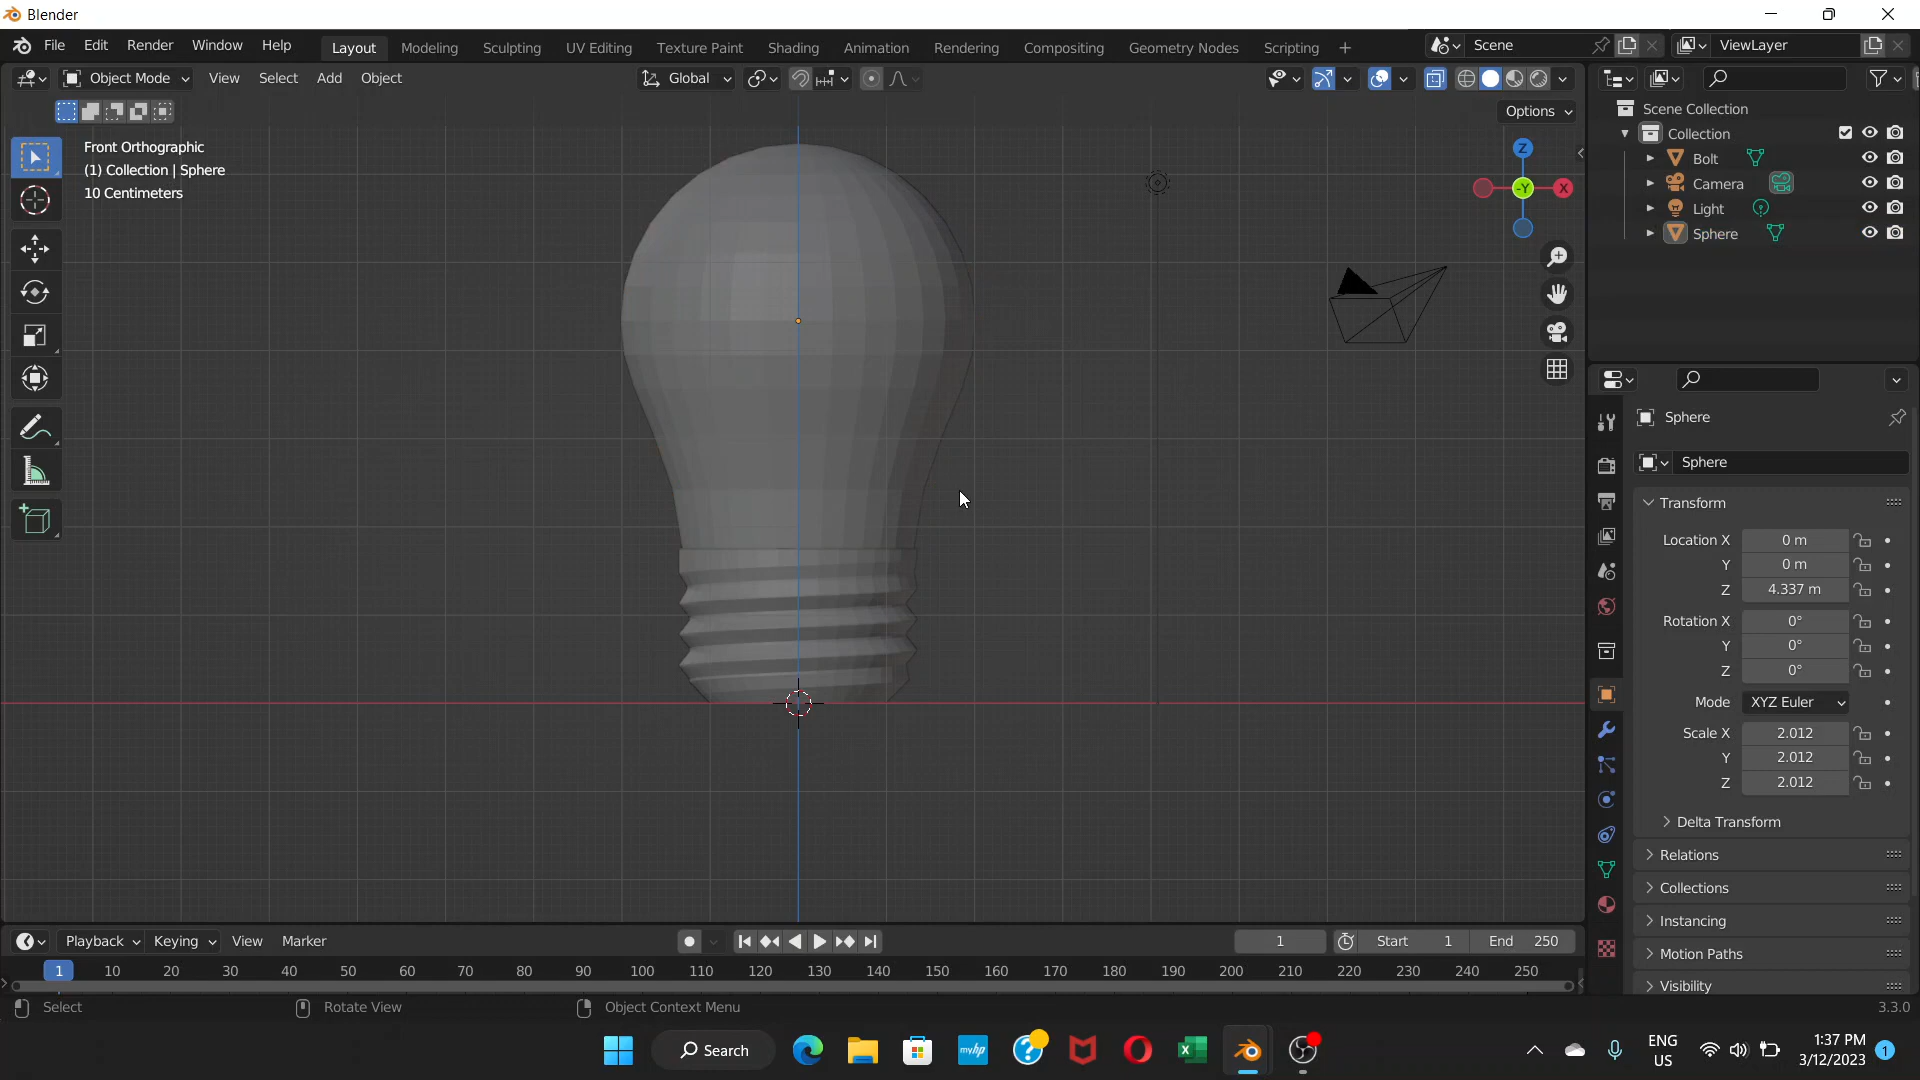 Blender
File Edit Render Window Help Layout Modeling Sculpting UV Editing Texture Paint Shading Animation Rendering Compositing Geometry Nodes Scripting + Scene ViewLayer
Object Mode View Select Add Object Global
Options
Front Orthographic
(1) Collection | Sphere
10 Centimeters
Z
-Y X
Scene Collection
Collection
Bolt
Camera
Light
Sphere
Sphere
Sphere
Transform
Location X 0 m
Y 0 m
Z 4.337 m
Rotation X 0°
Y 0°
Z 0°
Mode XYZ Euler
Scale X 2.012
Y 2.012
Z 2.012
Delta Transform
Relations
Collections
Instancing
Motion Paths
Visibility
Playback Keying View Marker 1 Start 1 End 250
1 10 20 30 40 50 60 70 80 90 100 110 120 130 140 150 160 170 180 190 200 210 220 230 240 250
Select Rotate View Object Context Menu 3.3.0
Search myhp ENG US 1:37 PM 3/12/2023 1